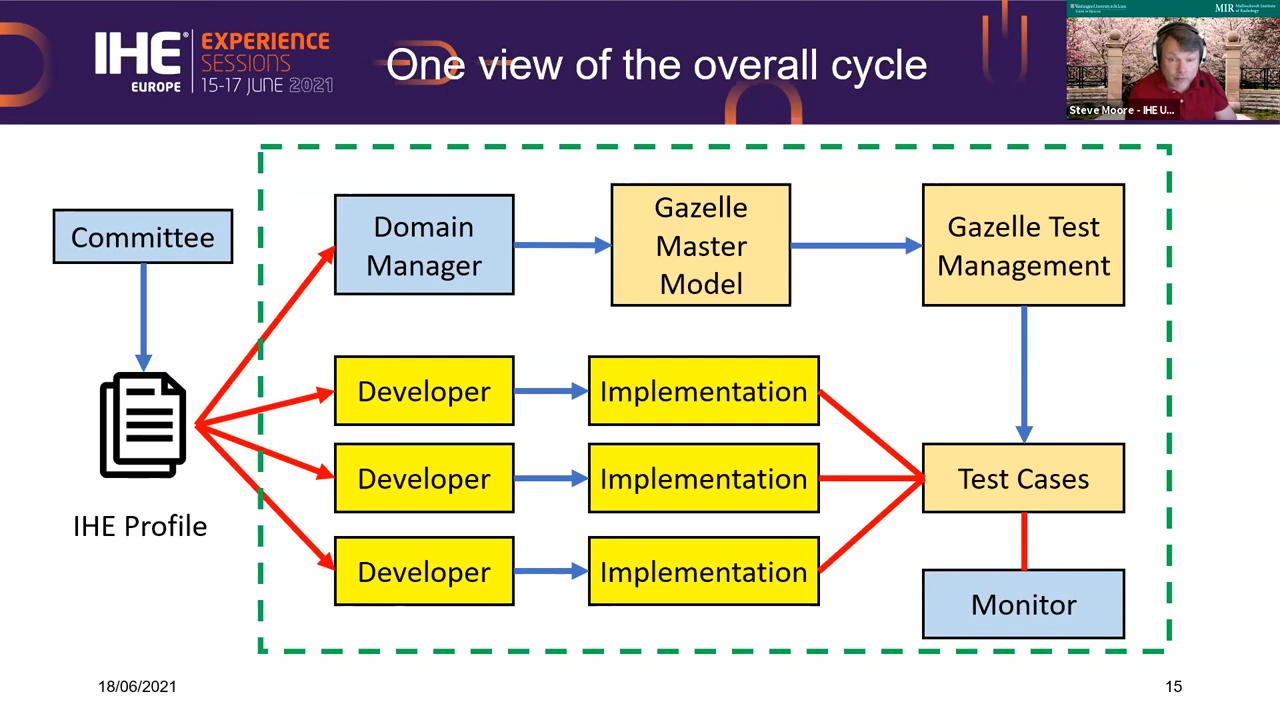 IHE
EUROPE
EXPERIENCE
SESSIONS
15-17 JUNE 2021
One view of the overall cycle
MIR
Steve Moore - IHE U...
Committee
IHE Profile
Domain
Manager
Gazelle
Master
Model
Gazelle Test
Management
Developer
Implementation
Developer
Implementation
Test Cases
Developer
Implementation
Monitor
18/06/2021
15